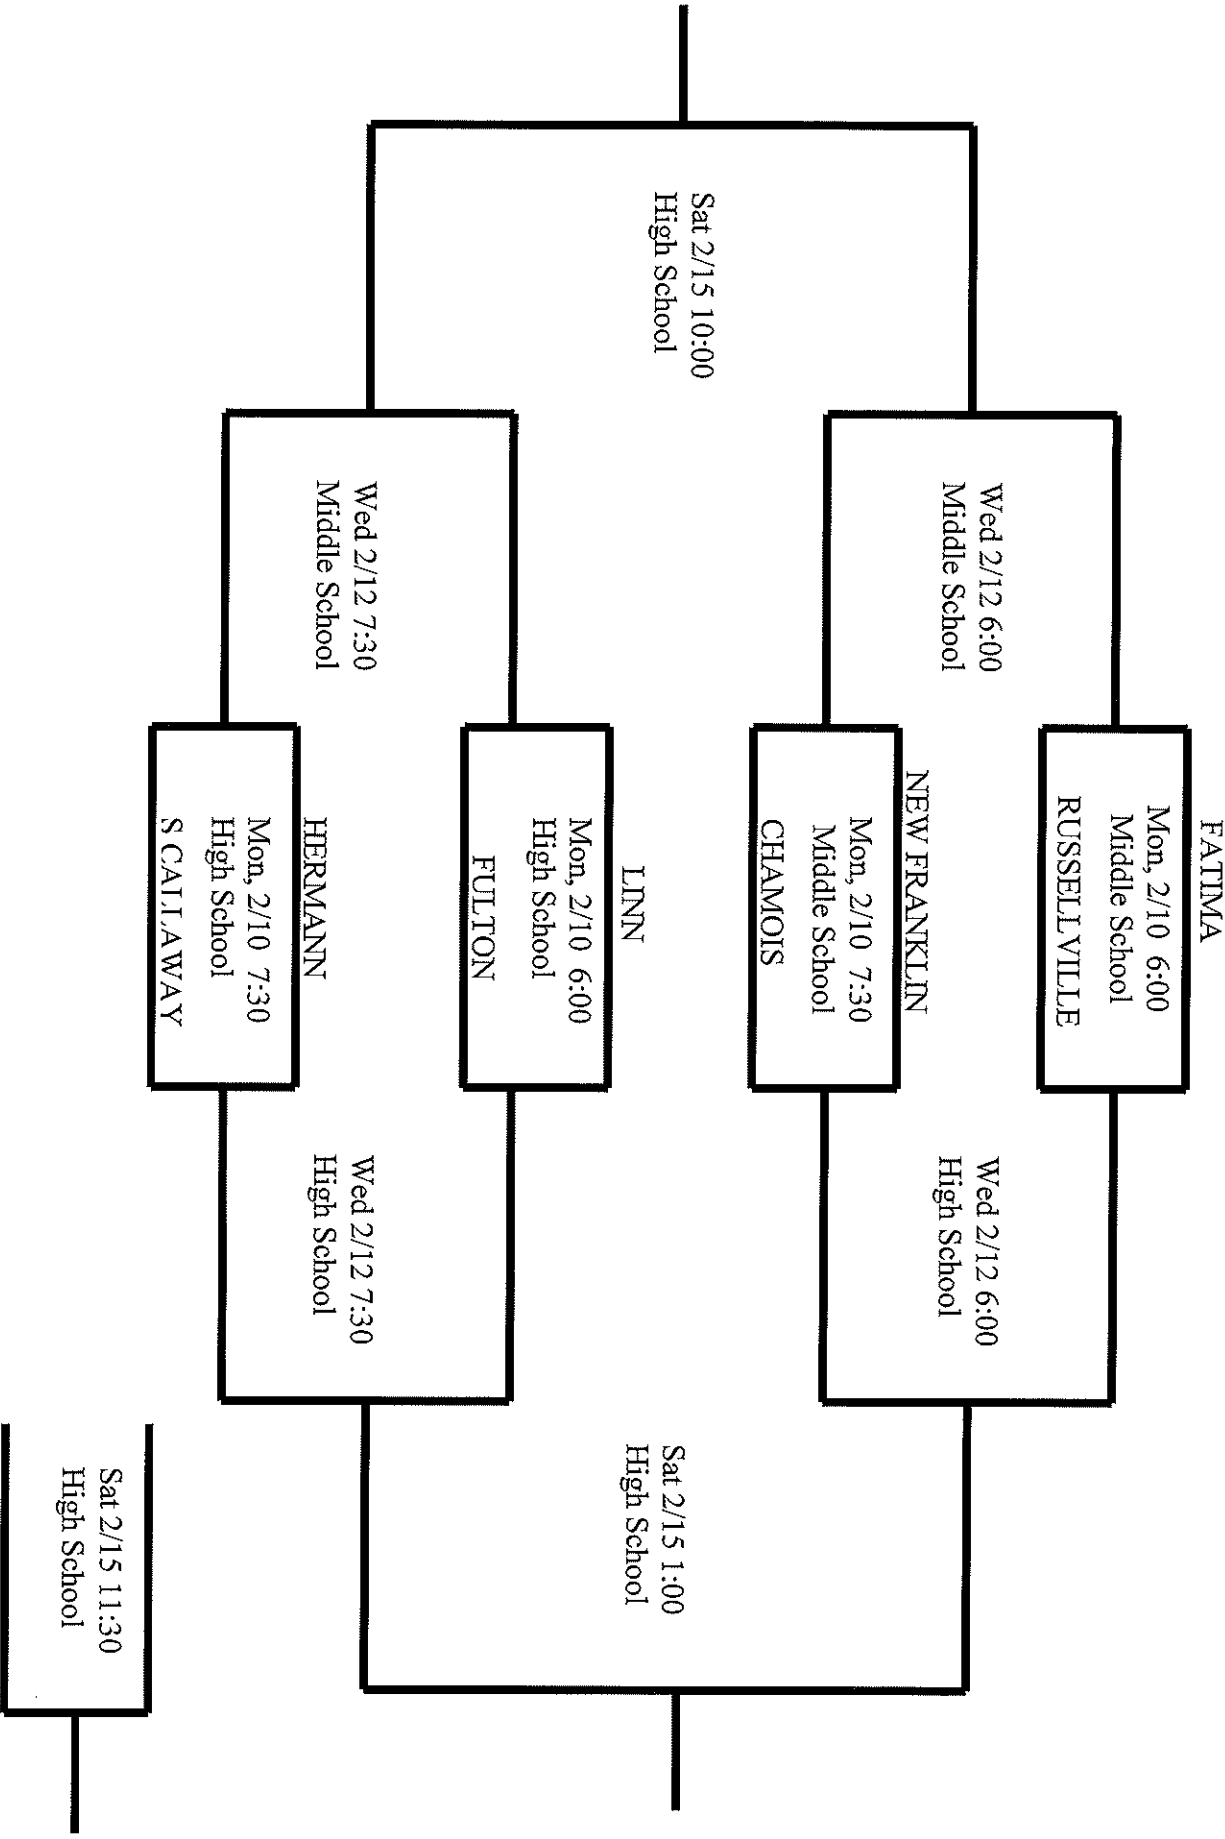 FATIMA
Mon, 2/10 6:00
Middle School
RUSSELLVILLE
Wed 2/12 6:00
Middle School
Wed 2/12 6:00
High School
NEW FRANKLIN
Mon, 2/10 7:30
Middle School
CHAMOIS
Sat 2/15 10:00
High School
Sat 2/15 1:00
High School
LINN
Mon, 2/10 6:00
High School
FULTON
Wed 2/12 7:30
Middle School
Wed 2/12 7:30
High School
HERMANN
Mon, 2/10 7:30
High School
S CALLAWAY
Sat 2/15 11:30
High School